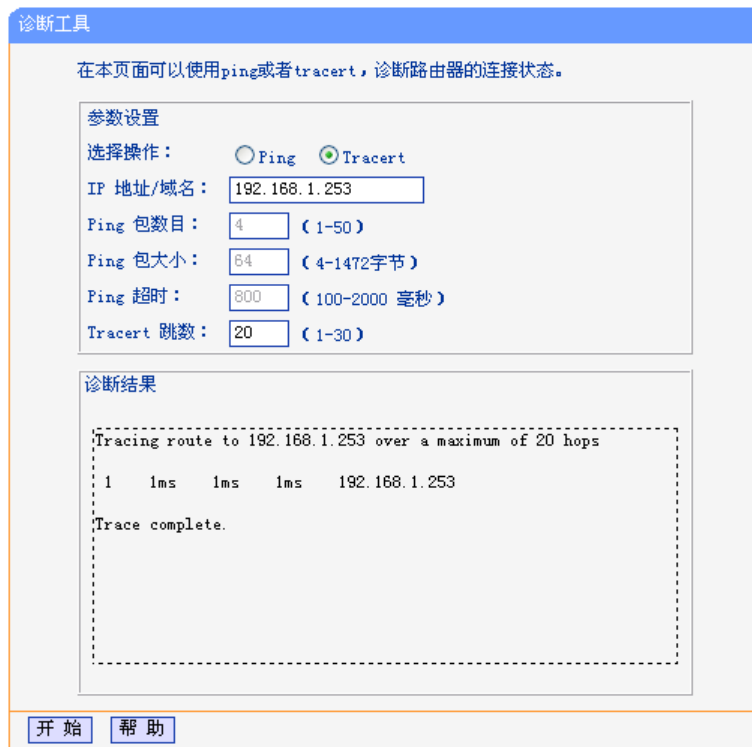 诊断工具
在本页面可以使用ping或者tracert，诊断路由器的连接状态。
参数设置
选择操作： Ping Tracert
IP 地址/域名： 192.168.1.253
Ping 包数目： 4 （1-50）
Ping 包大小： 64 （4-1472字节）
Ping 超时： 800 （100-2000 毫秒）
Tracert 跳数： 20 （1-30）
诊断结果
Tracing route to 192.168.1.253 over a maximum of 20 hops
1 1ms 1ms 1ms 192.168.1.253
Trace complete.
开 始 帮 助